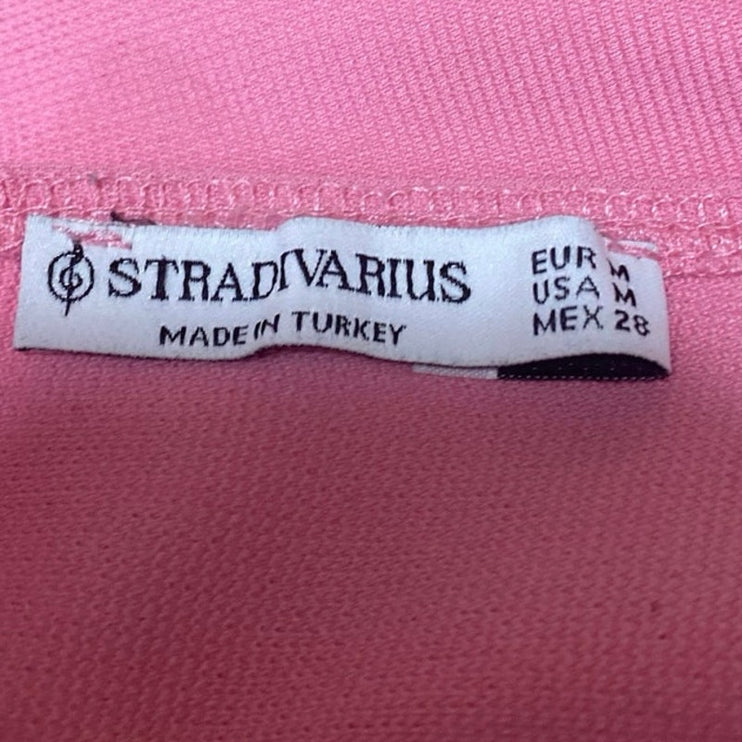 STRADIVARIUS
MADE IN TURKEY
EUR M
USA M
MEX 28